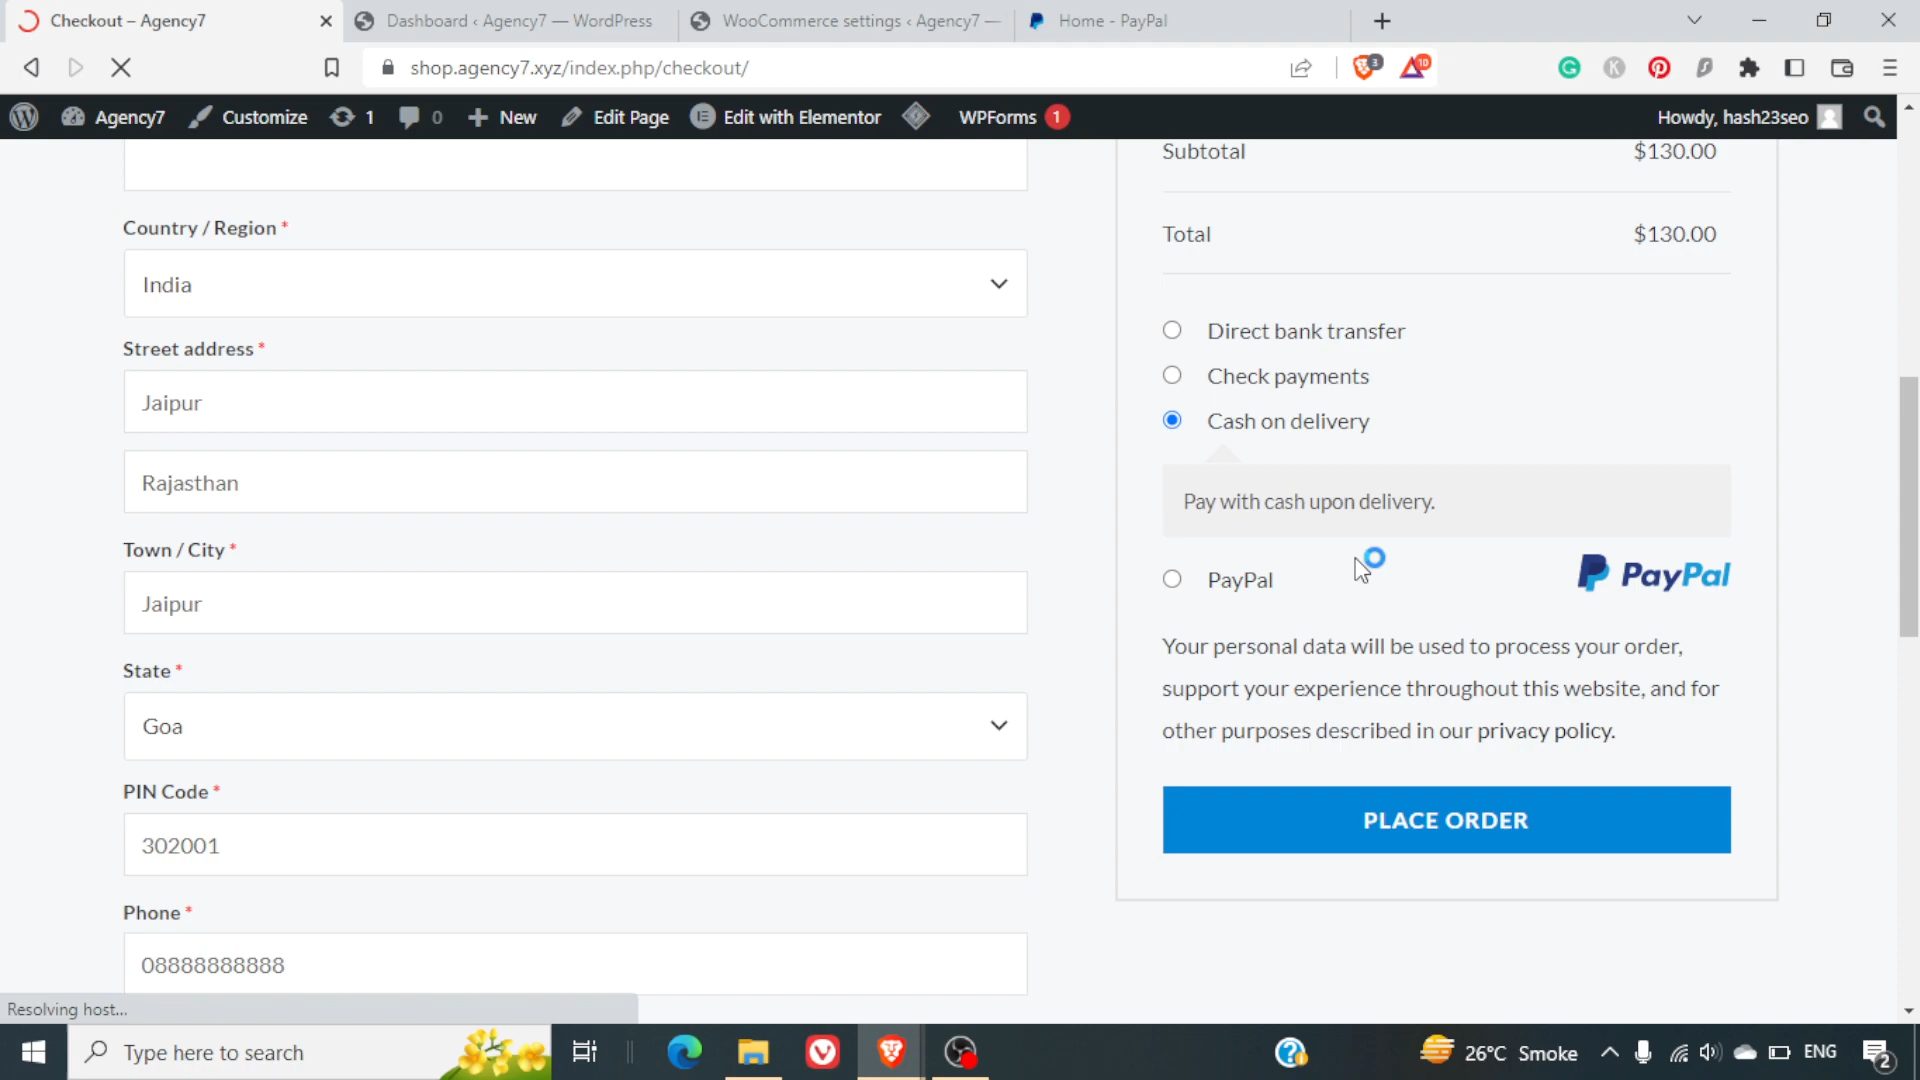 Checkout – Agency7
Dashboard ‹ Agency7 — WordPress
WooCommerce settings ‹ Agency7 —
Home - PayPal
shop.agency7.xyz/index.php/checkout/
3
10
Agency7
Customize
1
0
New
Edit Page
Edit with Elementor
WPForms 1
Howdy, hash23seo
Country / Region *
India
Street address *
Jaipur
Rajasthan
Town / City *
Jaipur
State *
Goa
PIN Code *
302001
Phone *
08888888888
Subtotal $130.00
Total $130.00
Direct bank transfer
Check payments
Cash on delivery
Pay with cash upon delivery.
PayPal PayPal
Your personal data will be used to process your order,
support your experience throughout this website, and for
other purposes described in our privacy policy.
PLACE ORDER
Resolving host...
Type here to search
26°C Smoke
ENG
2